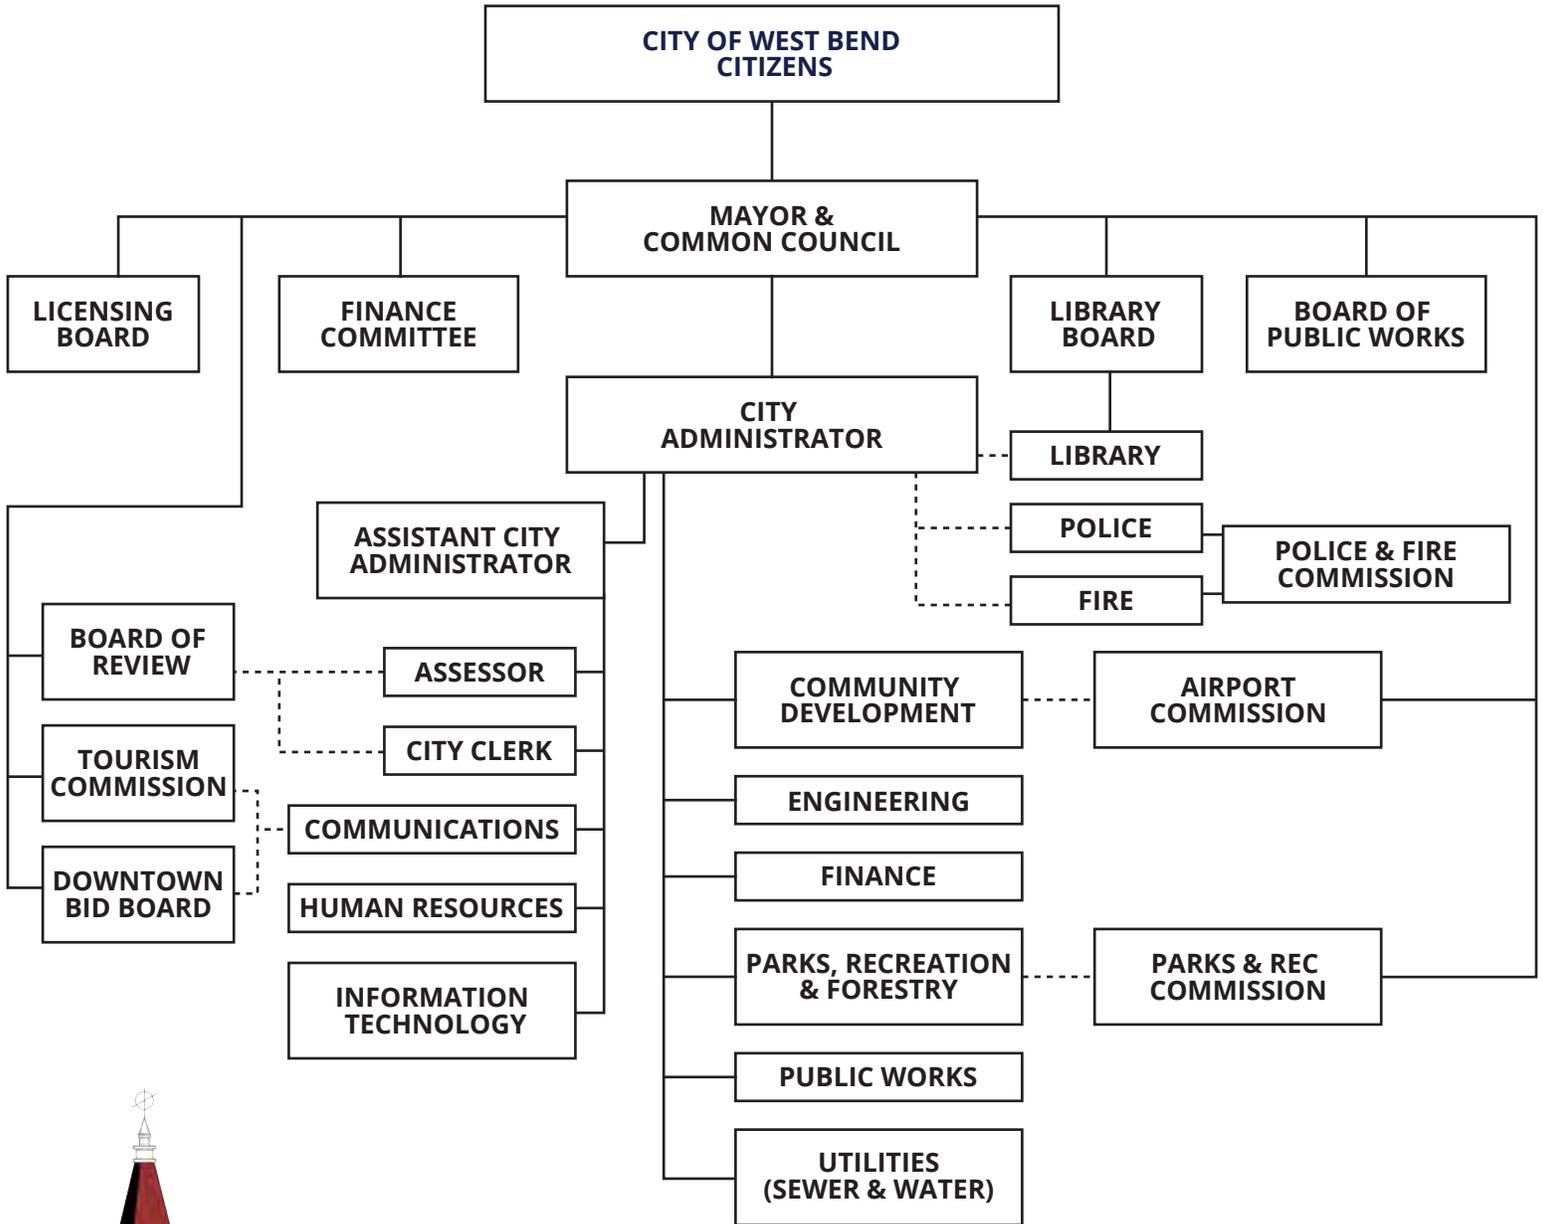 CITY OF WEST BEND
CITIZENS
MAYOR &
COMMON COUNCIL
LICENSING
BOARD
FINANCE
COMMITTEE
LIBRARY
BOARD
BOARD OF
PUBLIC WORKS
CITY
ADMINISTRATOR
LIBRARY
POLICE
FIRE
POLICE & FIRE
COMMISSION
ASSISTANT CITY
ADMINISTRATOR
BOARD OF
REVIEW
TOURISM
COMMISSION
DOWNTOWN
BID BOARD
ASSESSOR
CITY CLERK
COMMUNICATIONS
HUMAN RESOURCES
INFORMATION
TECHNOLOGY
COMMUNITY
DEVELOPMENT
AIRPORT
COMMISSION
ENGINEERING
FINANCE
PARKS, RECREATION
& FORESTRY
PARKS & REC
COMMISSION
PUBLIC WORKS
UTILITIES
(SEWER & WATER)